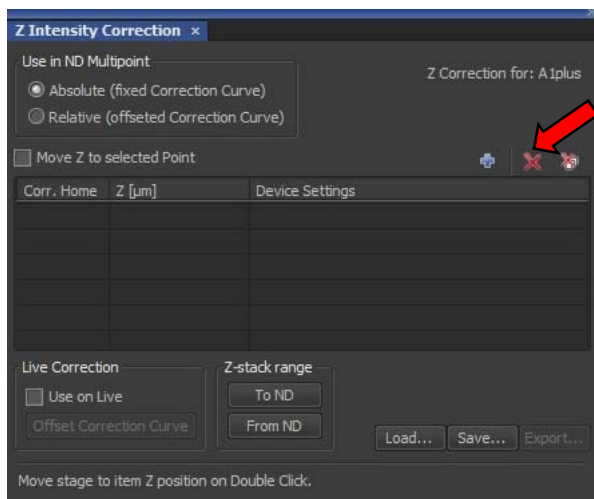 Z Intensity Correction ×
Use in ND Multipoint
Z Correction for: A1plus
Absolute (fixed Correction Curve)
Relative (offseted Correction Curve)
Move Z to selected Point
Corr. Home Z [µm] Device Settings
Live Correction Z-stack range
Use on Live To ND
Offset Correction Curve From ND Load... Save... Export...
Move stage to item Z position on Double Click.